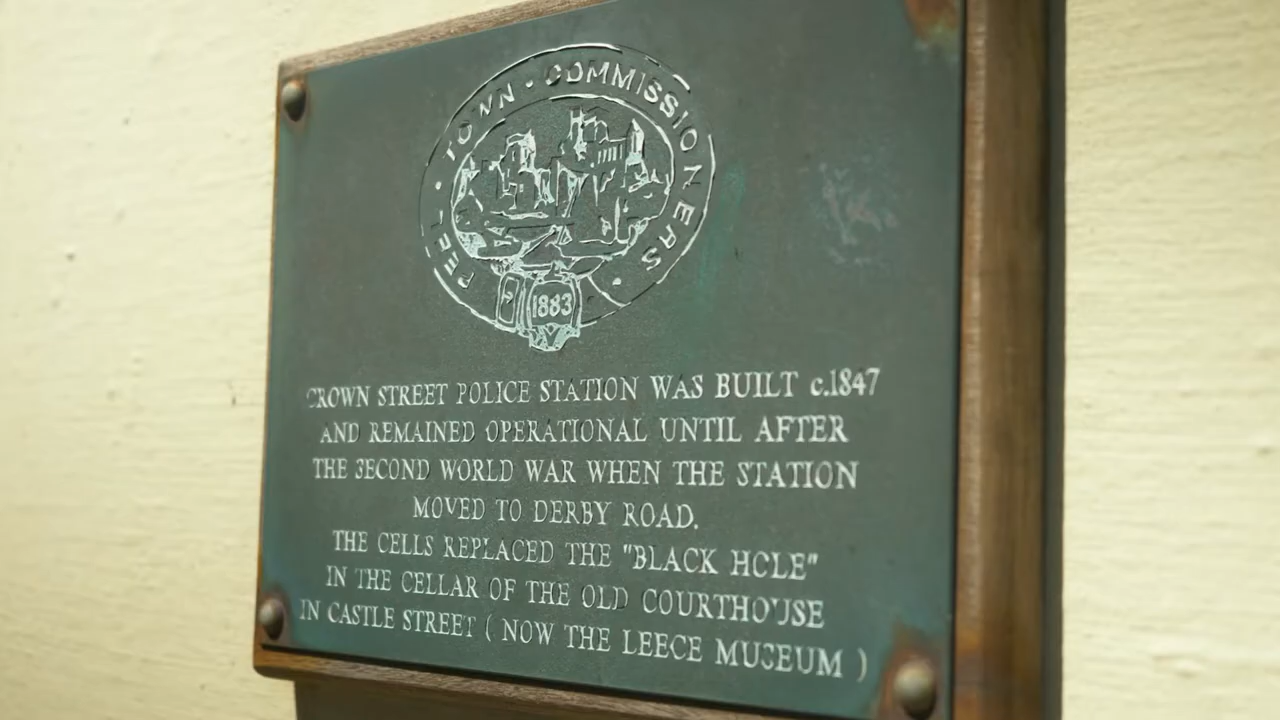 PEEL · TOWN · COMMISSIONERS ·
1883
CROWN STREET POLICE STATION WAS BUILT c.1847
AND REMAINED OPERATIONAL UNTIL AFTER
THE SECOND WORLD WAR WHEN THE STATION
MOVED TO DERBY ROAD.
THE CELLS REPLACED THE "BLACK HOLE"
IN THE CELLAR OF THE OLD COURTHOUSE
IN CASTLE STREET ( NOW THE LEECE MUSEUM )